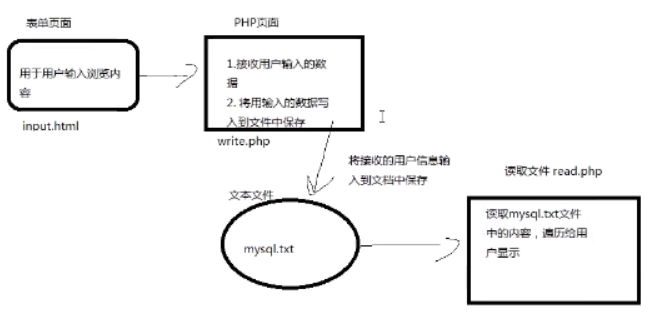 表单页面
PHP页面
用于用户输入浏览内
容
input.html
1.接收用户输入的数
据
2. 将用输入的数据写
入到文件中保存
write.php
将接收的用户信息输
入到文档中保存
文本文件
mysql.txt
读取文件 read.php
读取mysql.txt文件
中的内容，遍历给用
户显示